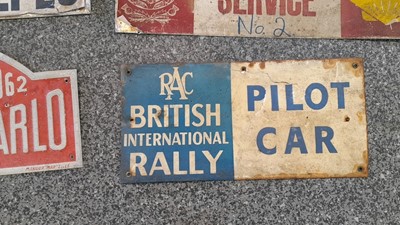 SERVICE
No. 2
62
ARLO
RAC
BRITISH
INTERNATIONAL
RALLY
PILOT
CAR